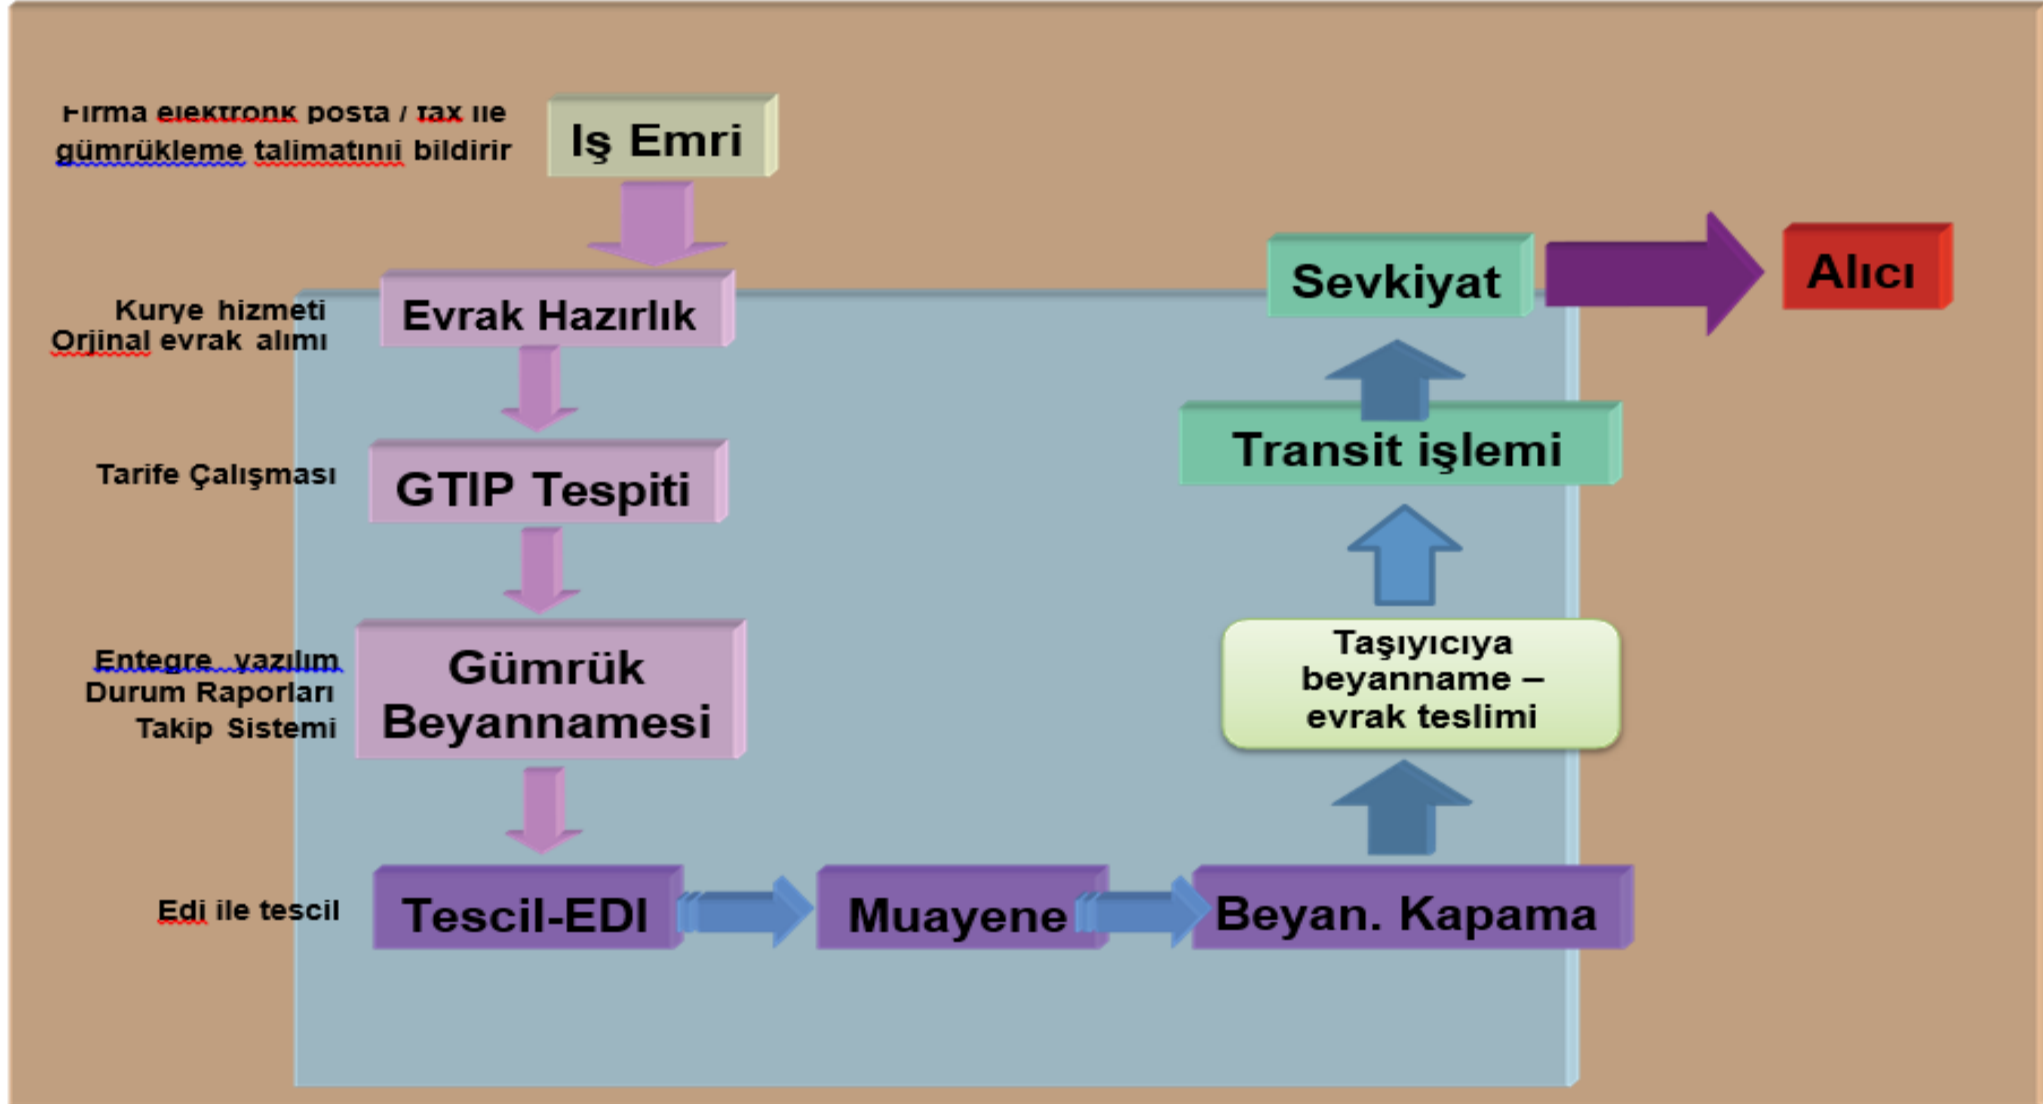 Firma elektronk posta / fax ile
gümrükleme talimatınıi bildirir
Iş Emri
Kurye hizmeti
Orjinal evrak alımı
Evrak Hazırlık
Tarife Çalışması
GTIP Tespiti
Entegre yazılım
Durum Raporları
Takip Sistemi
Gümrük
Beyannamesi
Edi ile tescil
Tescil-EDI
Muayene
Beyan. Kapama
Taşıyıcıya
beyanname –
evrak teslimi
Transit işlemi
Sevkiyat
Alıcı